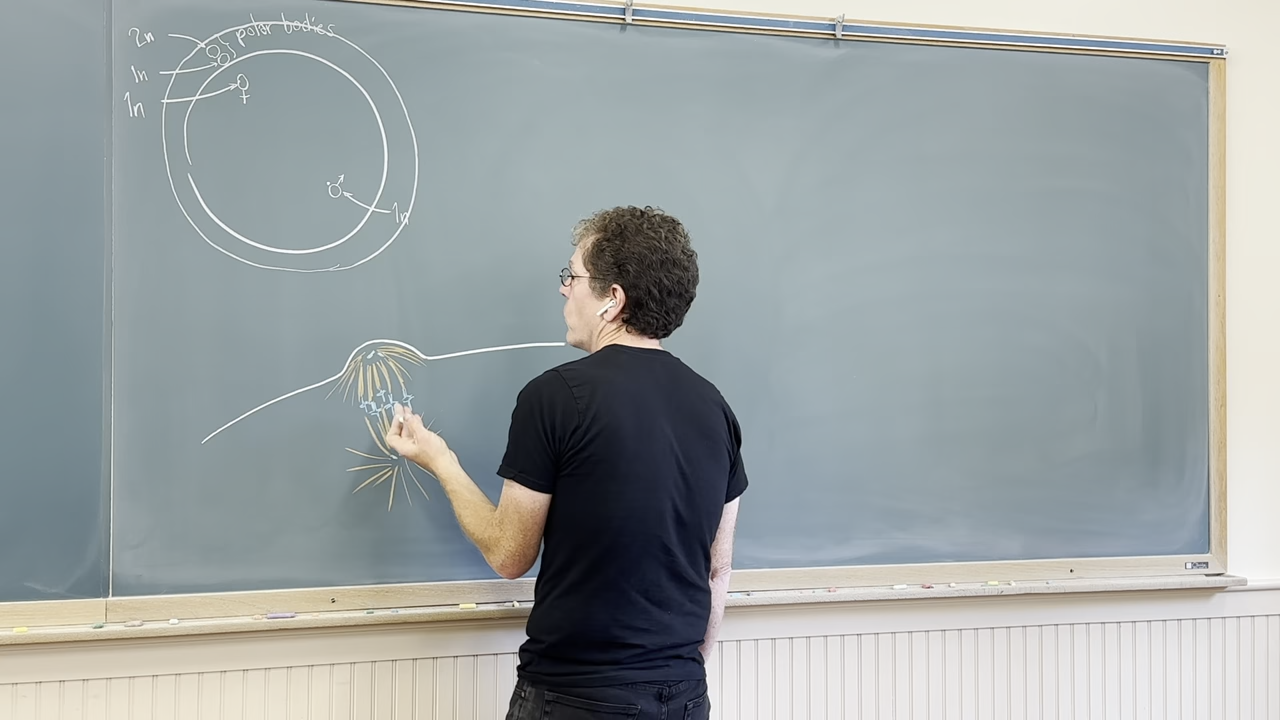 2n
polar bodies
1n
♀
1n
♂
1n